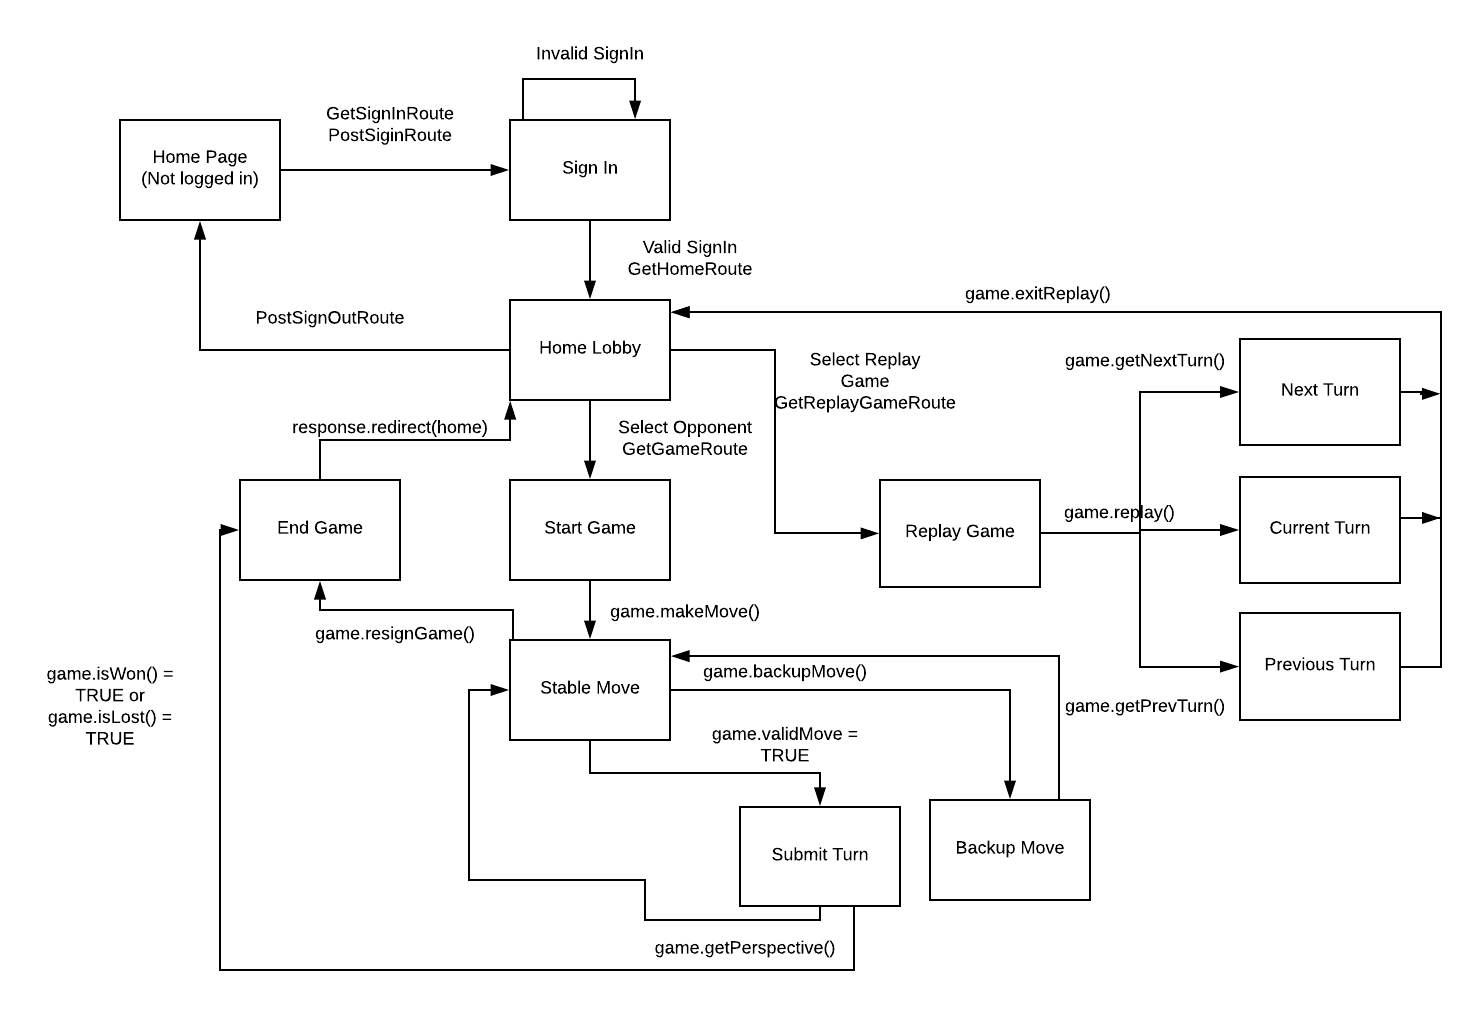 Invalid SignIn
GetSignInRoute
PostSiginRoute
Home Page
(Not logged in)
Sign In
Valid SignIn
GetHomeRoute
game.exitReplay()
PostSignOutRoute
Home Lobby
Select Replay
Game
GetReplayGameRoute
game.getNextTurn()
Next Turn
response.redirect(home)
Select Opponent
GetGameRoute
End Game
Start Game
Replay Game
game.replay()
Current Turn
game.makeMove()
game.resignGame()
game.isWon() =
TRUE or
game.isLost() =
TRUE
Stable Move
game.backupMove()
Previous Turn
game.getPrevTurn()
game.validMove =
TRUE
Submit Turn
Backup Move
game.getPerspective()